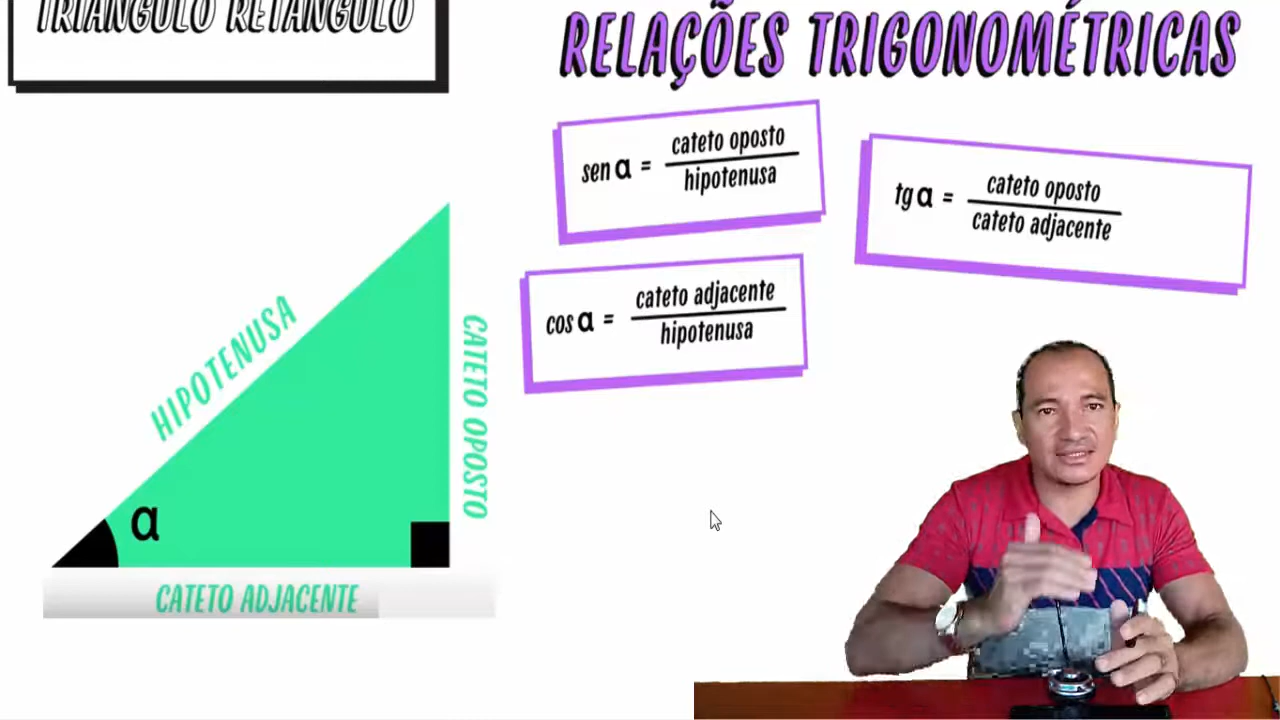 TRIÂNGULO RETÂNGULO
RELAÇÕES TRIGONOMÉTRICAS
sen α = cateto oposto
hipotenusa
tg α = cateto oposto
cateto adjacente
cos α = cateto adjacente
hipotenusa
HIPOTENUSA
CATETO OPOSTO
α
CATETO ADJACENTE